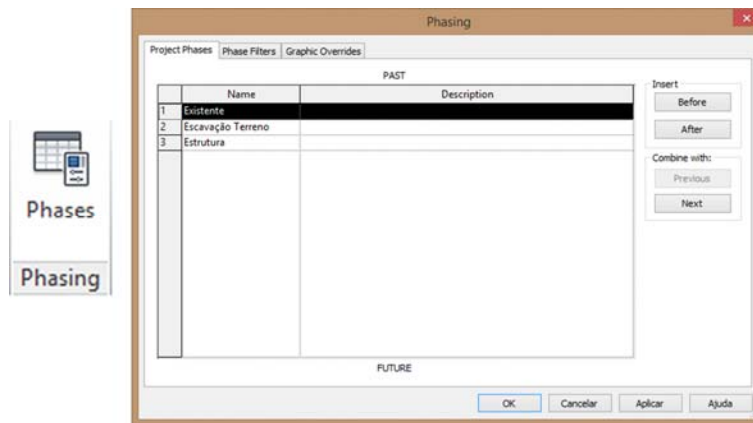 Phases
Phasing
Phasing
Project Phases Phase Filters Graphic Overrides
PAST
Name Description
1 Existente
2 Escavação Terreno
3 Estrutura
FUTURE
Insert
Before
After
Combine with:
Previous
Next
OK Cancelar Aplicar Ajuda